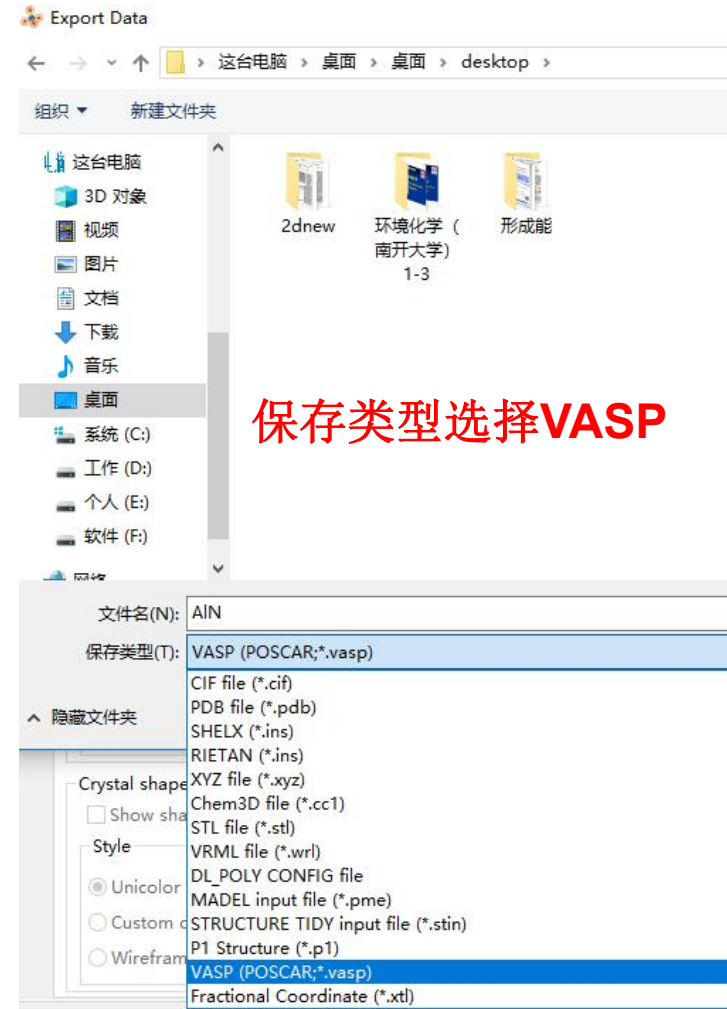 Export Data
这台电脑 › 桌面 › 桌面 › desktop ›
组织 新建文件夹
这台电脑
3D 对象
视频
图片
文档
下载
音乐
桌面
系统 (C:)
工作 (D:)
个人 (E:)
软件 (F:)
2dnew
环境化学（
南开大学)
1-3
形成能
保存类型选择VASP
文件名(N): AlN
保存类型(T): VASP (POSCAR;*.vasp)
CIF file (*.cif)
PDB file (*.pdb)
SHELX (*.ins)
RIETAN (*.ins)
XYZ file (*.xyz)
Chem3D file (*.cc1)
STL file (*.stl)
VRML file (*.wrl)
DL_POLY CONFIG file
MADEL input file (*.pme)
STRUCTURE TIDY input file (*.stin)
P1 Structure (*.p1)
VASP (POSCAR;*.vasp)
Fractional Coordinate (*.xtl)
隐藏文件夹
Crystal shape
Show sha
Style
Unicolor
Custom
Wirefram